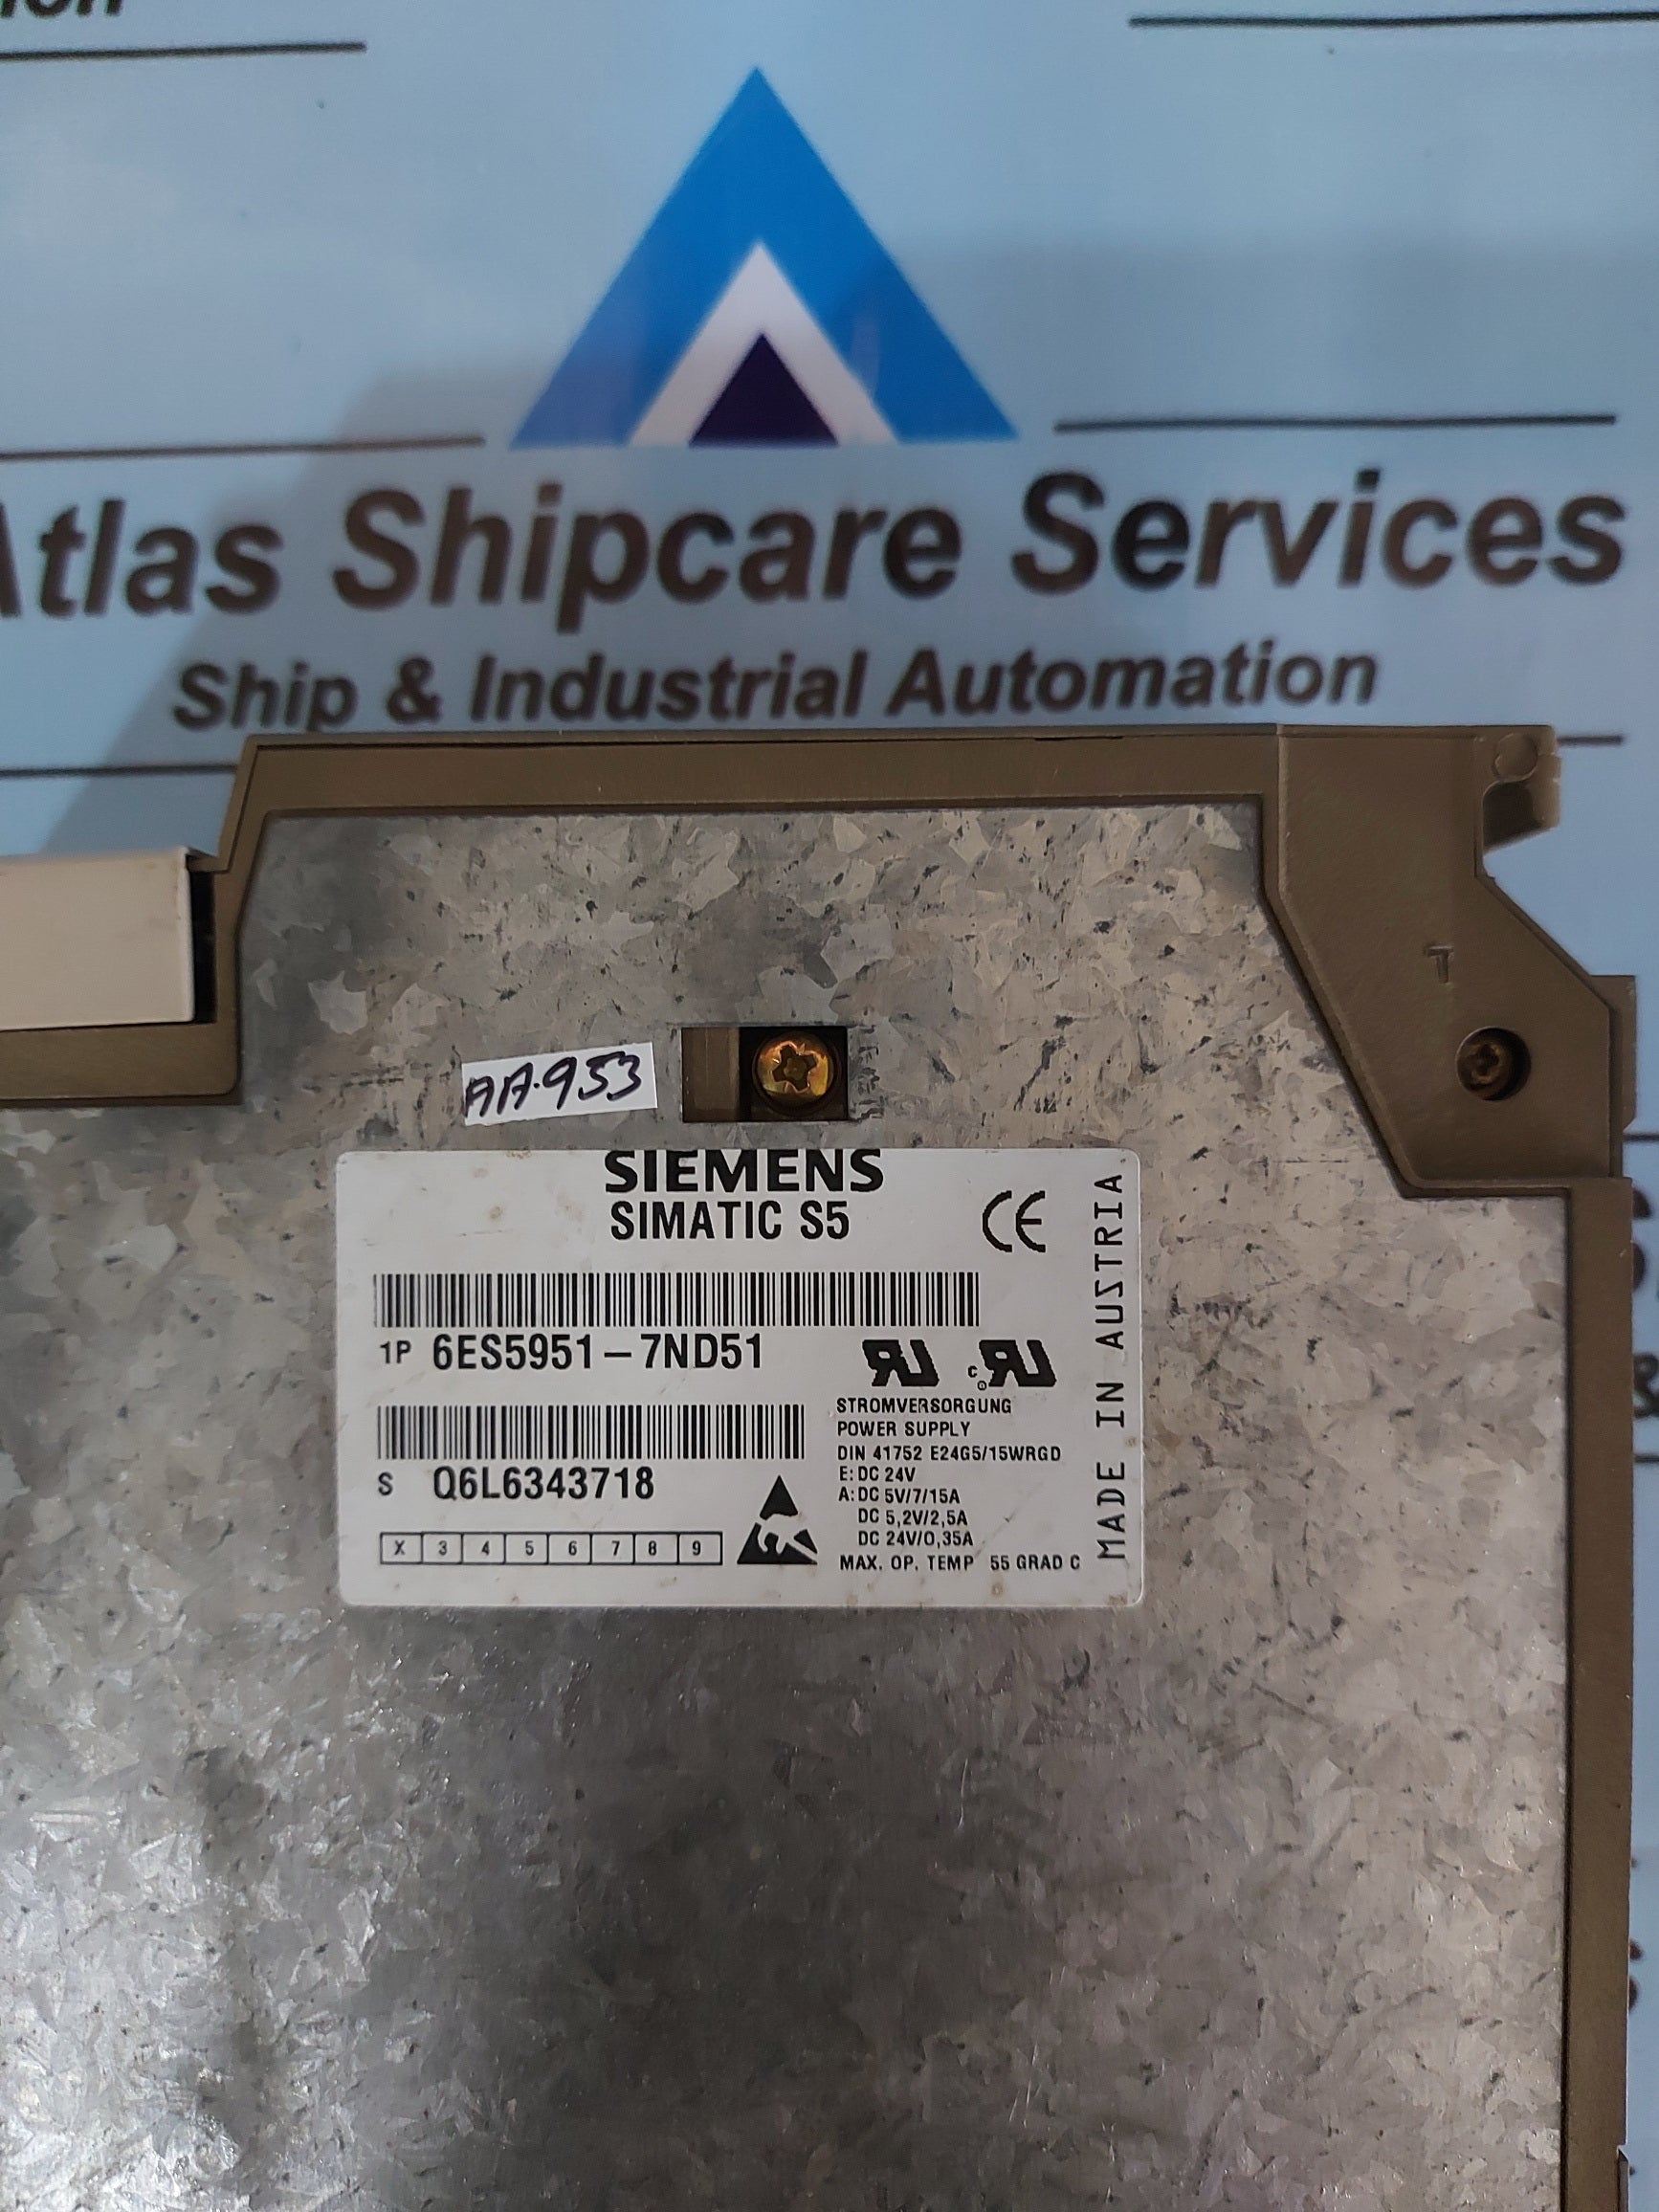 Atlas Shipcare Services
Ship & Industrial Automation
AA-953
SIEMENS
SIMATIC S5
CE
1P 6ES5951-7ND51
S Q6L6343718
X 3 4 5 6 7 8 9
STROMVERSORGUNG
POWER SUPPLY
DIN 41752 E24G5/15WRGD
E: DC 24V
A: DC 5V/7/15A
DC 5,2V/2,5A
DC 24V/0,35A
MAX. OP. TEMP 55 GRAD C
MADE IN AUSTRIA